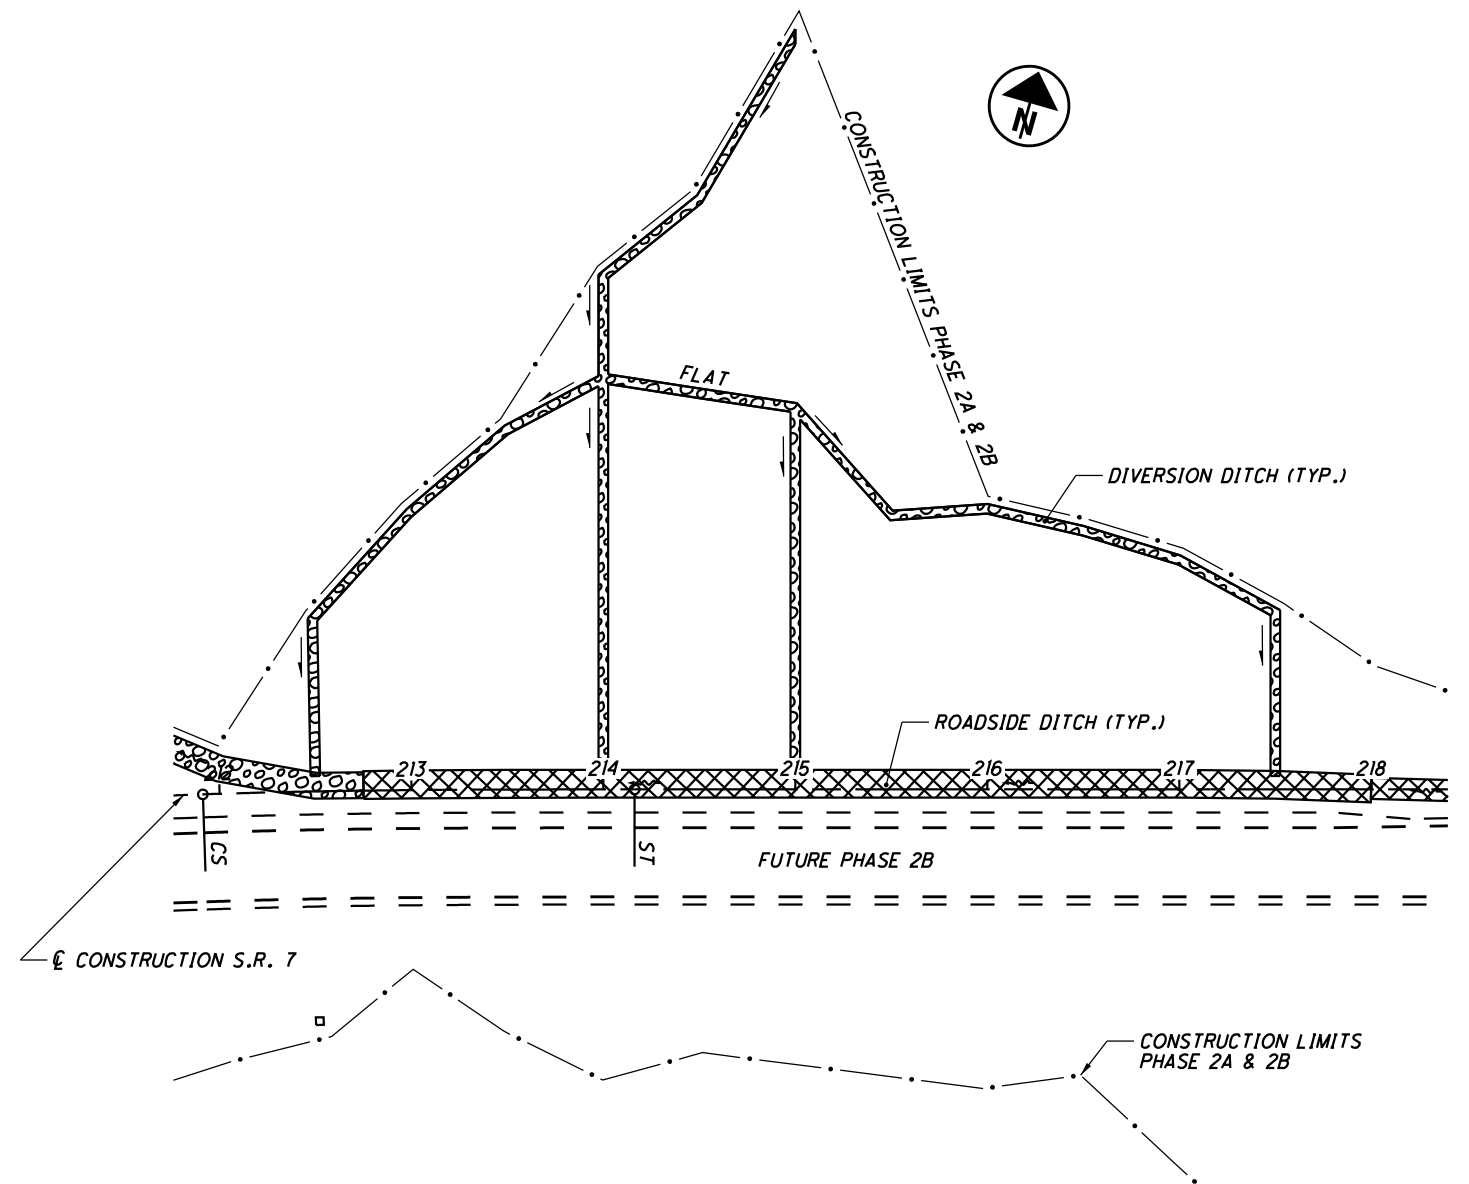 N
CONSTRUCTION LIMITS PHASE 2A & 2B
FLAT
DIVERSION DITCH (TYP.)
ROADSIDE DITCH (TYP.)
213
214
215
216
217
218
CS
ST
FUTURE PHASE 2B
℄ CONSTRUCTION S.R. 7
CONSTRUCTION LIMITS
PHASE 2A & 2B